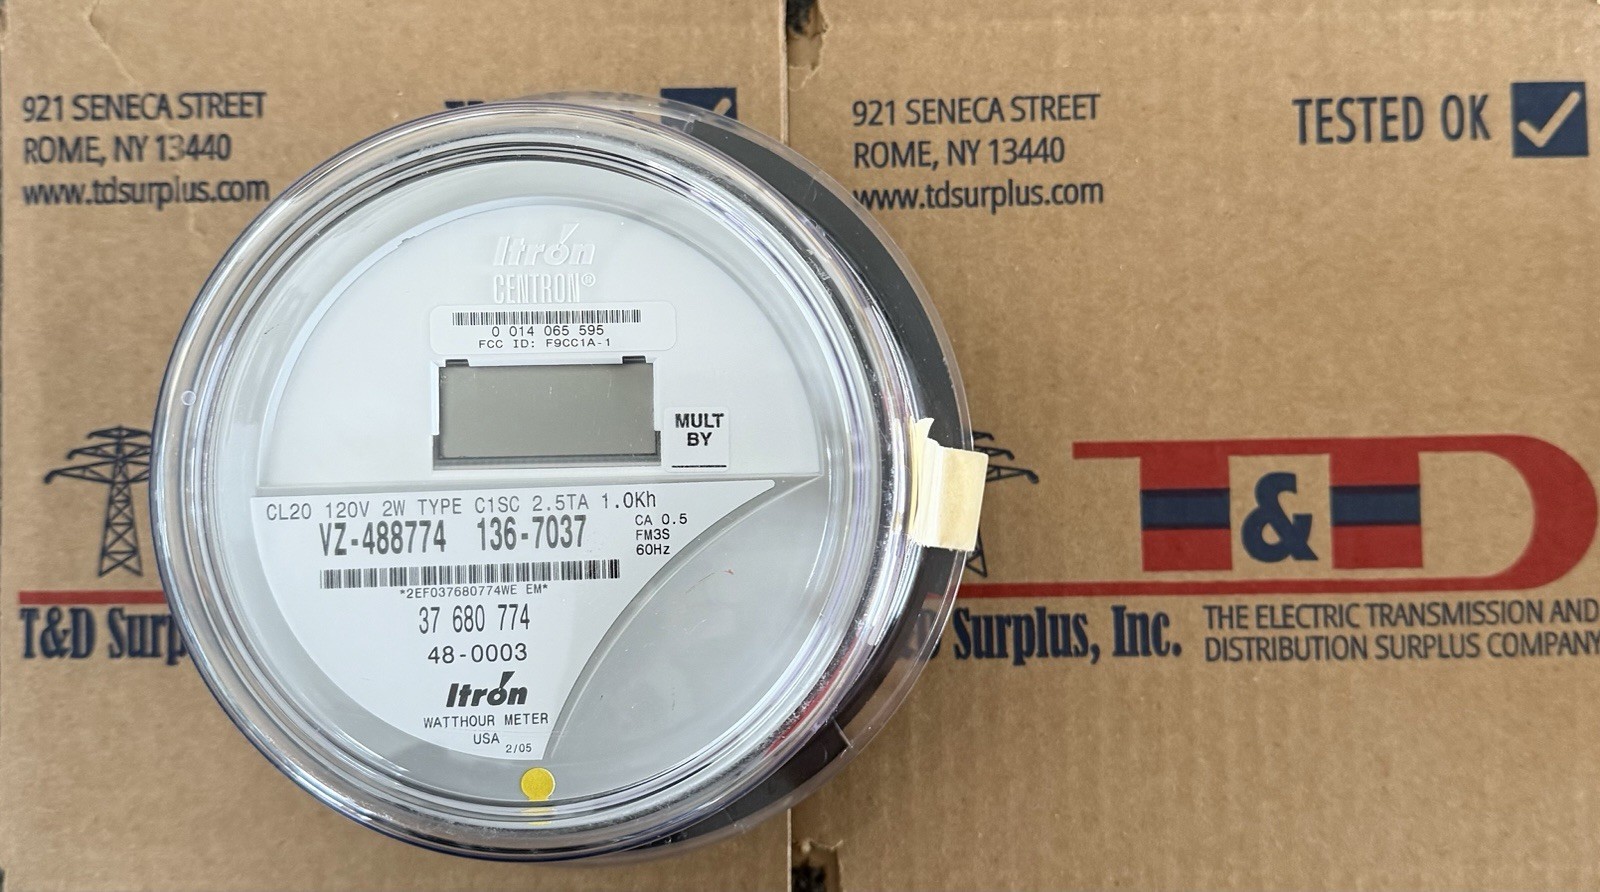 921 SENECA STREET
ROME, NY 13440
www.tdsurplus.com
921 SENECA STREET
ROME, NY 13440
www.tdsurplus.com
TESTED OK
Itron
CENTRON®
0 014 065 595
FCC ID: F9CC1A-1
MULT
BY
CL20 120V 2W TYPE C1SC 2.5TA 1.0Kh
VZ-488774 136-7037
CA 0.5
FM3S
60Hz
*2EF037680774WE EM*
37 680 774
48-0003
Itron
WATTHOUR METER
USA
2/05
T&D
T&D Surp
Surplus, Inc.
THE ELECTRIC TRANSMISSION AND
DISTRIBUTION SURPLUS COMPANY